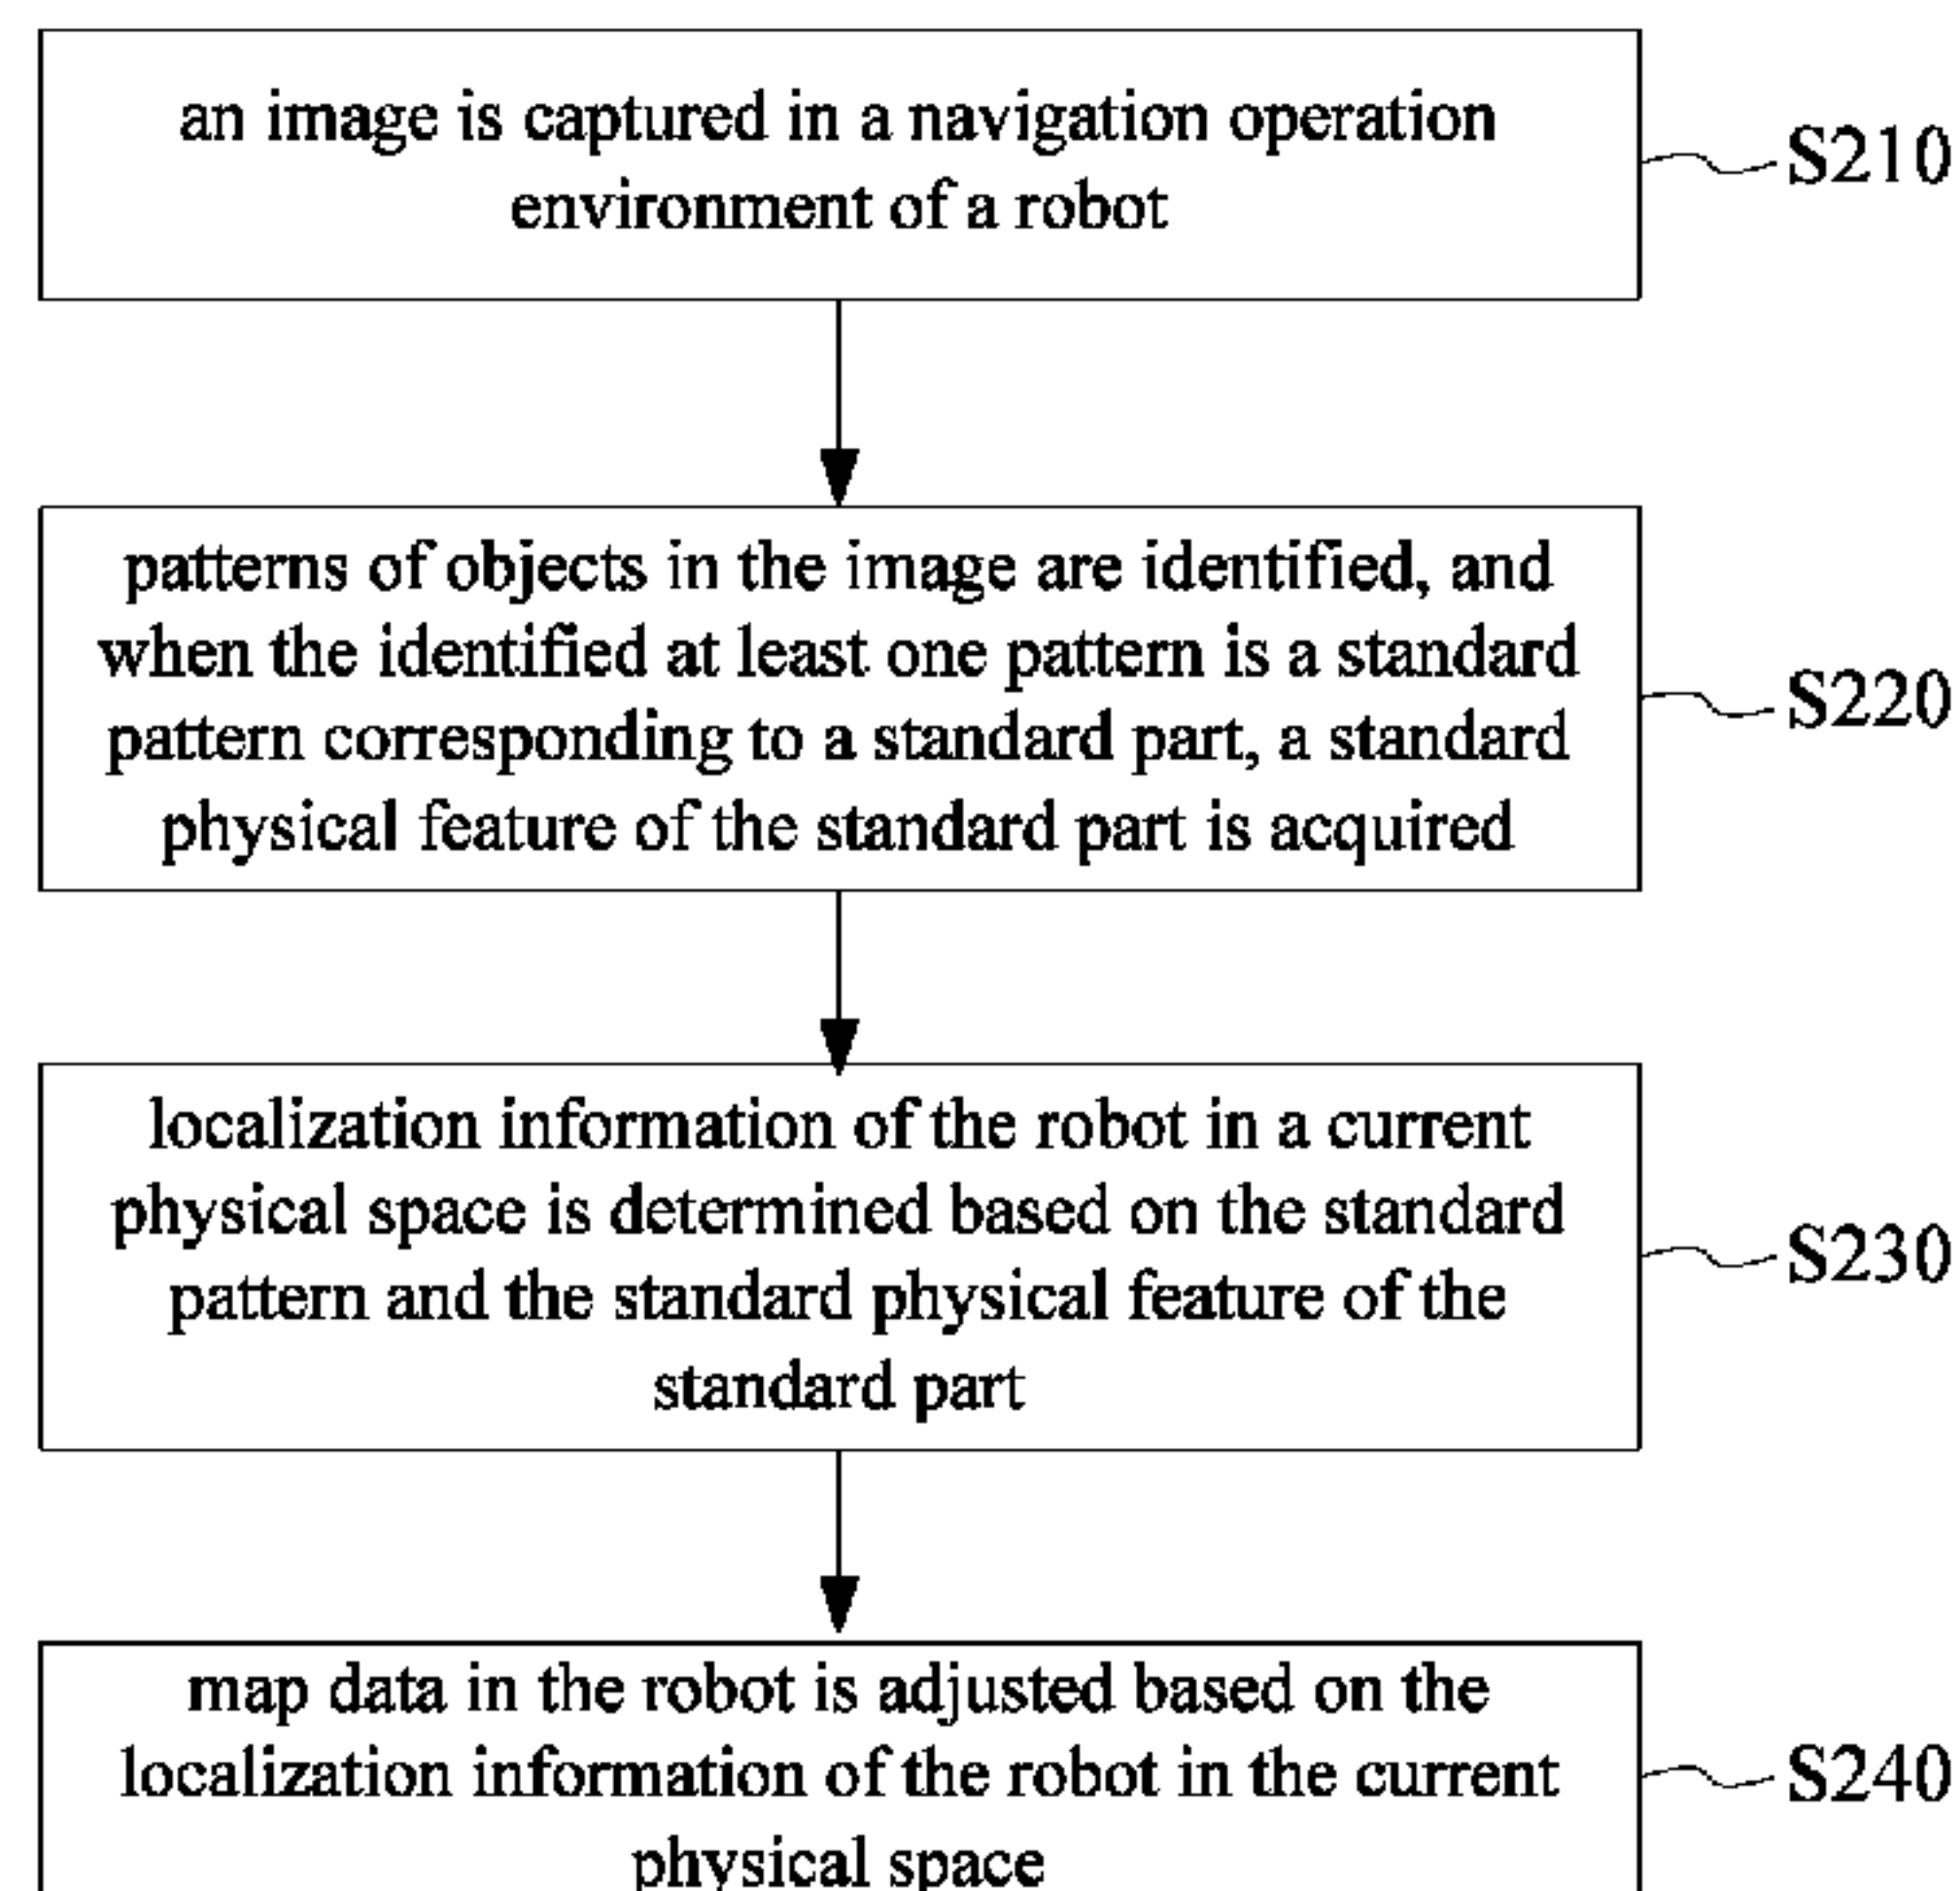 an image is captured in a navigation operation
environment of a robot
S210
patterns of objects in the image are identified, and
when the identified at least one pattern is a standard
pattern corresponding to a standard part, a standard
physical feature of the standard part is acquired
S220
localization information of the robot in a current
physical space is determined based on the standard
pattern and the standard physical feature of the
standard part
S230
map data in the robot is adjusted based on the
localization information of the robot in the current
physical space
S240